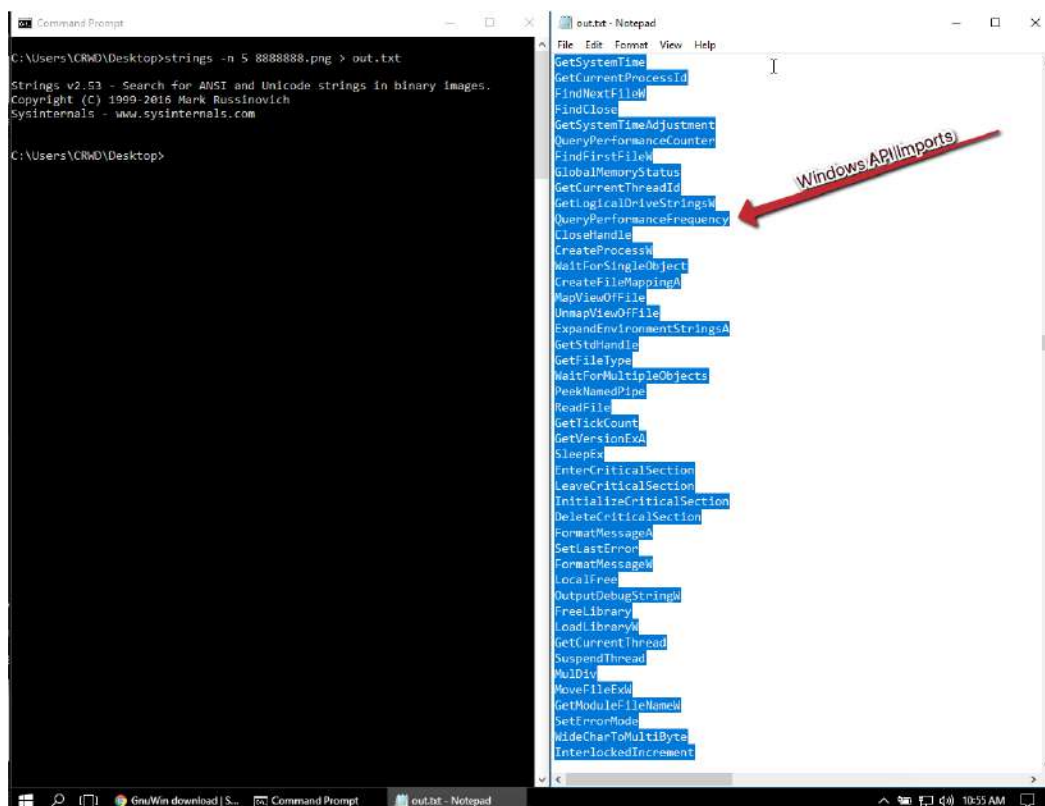 Command Prompt
C:\Users\CRWD\Desktop>strings -n 5 8888888.png > out.txt
Strings v2.53 - Search for ANSI and Unicode strings in binary images.
Copyright (C) 1999-2016 Mark Russinovich
Sysinternals - www.sysinternals.com
C:\Users\CRWD\Desktop>
out.txt - Notepad
File Edit Format View Help
GetSystemTime
GetCurrentProcessId
FindNextFileW
FindClose
GetSystemTimeAdjustment
QueryPerformanceCounter
FindFirstFileW
GlobalMemoryStatus
GetCurrentThreadId
GetLogicalDriveStringsW
QueryPerformanceFrequency
CloseHandle
CreateProcessW
WaitForSingleObject
CreateFileMappingA
MapViewOfFile
UnmapViewOfFile
ExpandEnvironmentStringsA
GetStdHandle
GetFileType
WaitForMultipleObjects
PeekNamedPipe
ReadFile
GetTickCount
GetVersionExA
SleepEx
EnterCriticalSection
LeaveCriticalSection
InitializeCriticalSection
DeleteCriticalSection
FormatMessageA
SetLastError
FormatMessageW
LocalFree
OutputDebugStringW
FreeLibrary
LoadLibraryW
GetCurrentThread
SuspendThread
MulDiv
MoveFileExW
GetModuleFileNameW
SetErrorMode
WideCharToMultiByte
InterlockedIncrement
Windows API Imports
GnuWin download | S...
Command Prompt
out.txt - Notepad
10:55 AM